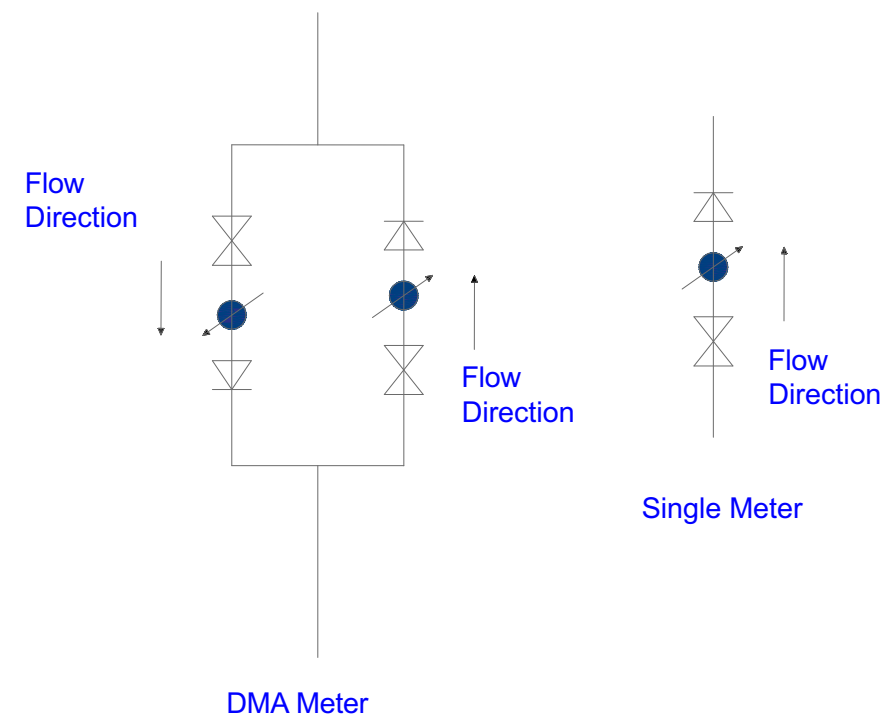 Flow
Direction
Flow
Direction
Flow
Direction
Single Meter
DMA Meter